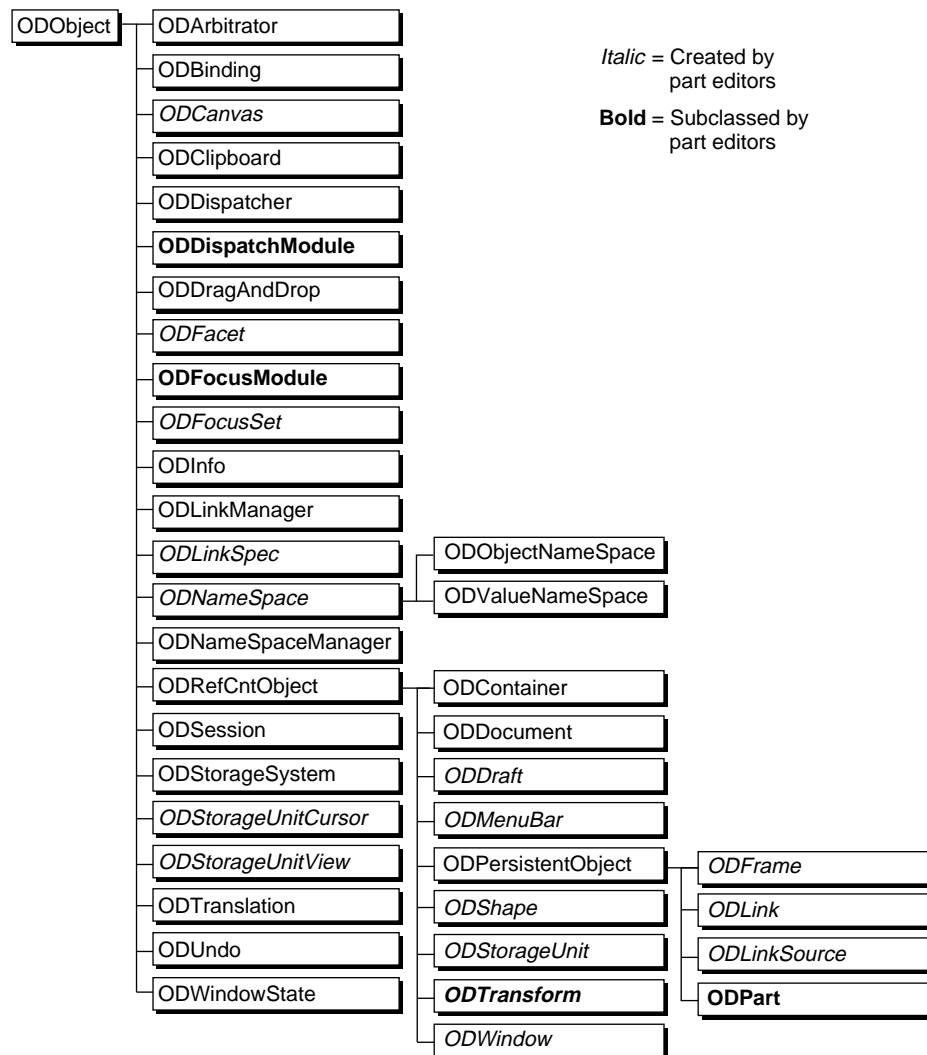 ODObject
ODArbitrator
ODBinding
ODCanvas
ODClipboard
ODDispatcher
ODDispatchModule
ODDragAndDrop
ODFacet
ODFocusModule
ODFocusSet
ODInfo
ODLinkManager
ODLinkSpec
ODNameSpace
ODNameSpaceManager
ODRefCntObject
ODSession
ODStorageSystem
ODStorageUnitCursor
ODStorageUnitView
ODTranslation
ODUndo
ODWindowState
ODObjectNameSpace
ODValueNameSpace
ODContainer
ODDocument
ODDraft
ODMenuBar
ODPersistentObject
ODShape
ODStorageUnit
ODTransform
ODWindow
ODFrame
ODLink
ODLinkSource
ODPart
Italic = Created by
part editors
Bold = Subclassed by
part editors